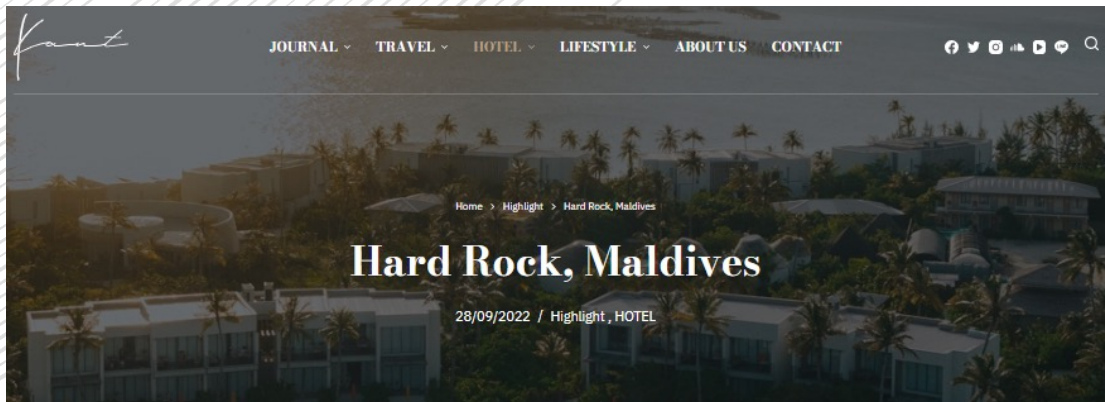 Kant
JOURNAL TRAVEL HOTEL LIFESTYLE ABOUT US CONTACT
Home > Highlight > Hard Rock, Maldives
Hard Rock, Maldives
28/09/2022 / Highlight , HOTEL